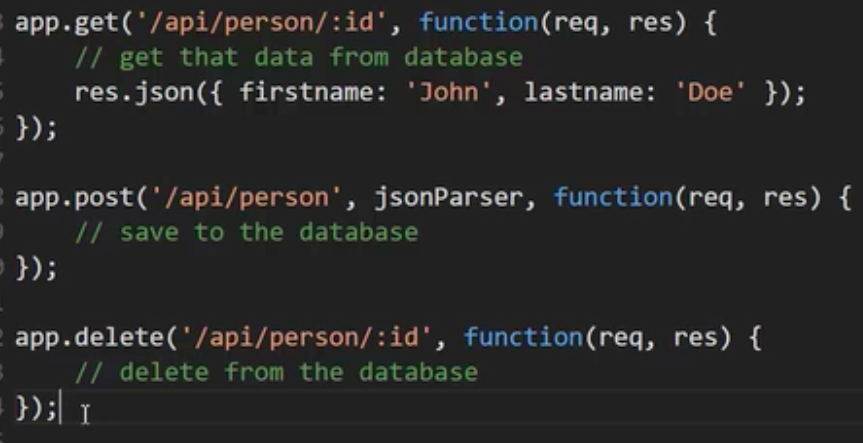 app.get('/api/person/:id', function(req, res) {
    // get that data from database
    res.json({ firstname: 'John', lastname: 'Doe' });
});
app.post('/api/person', jsonParser, function(req, res) {
    // save to the database
});
app.delete('/api/person/:id', function(req, res) {
    // delete from the database
});